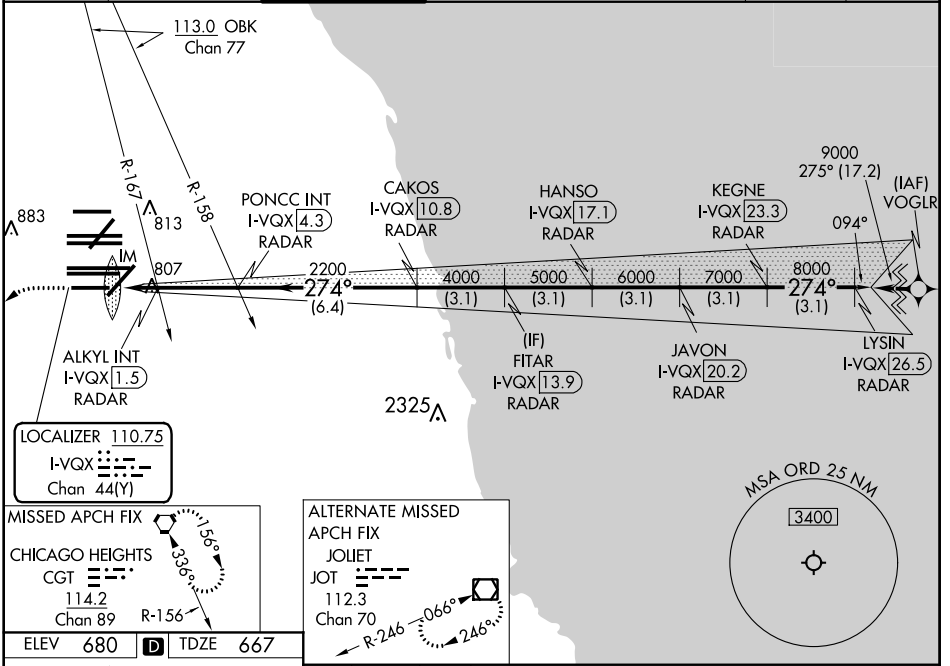 113.0 OBK
Chan 77
R-167
R-158
883
813
807
IM
PONCC INT
I-VQX 4.3
RADAR
CAKOS
I-VQX 10.8
RADAR
HANSO
I-VQX 17.1
RADAR
KEGNE
I-VQX 23.3
RADAR
9000
275° (17.2)
(IAF)
VOGLR
094°
2200
274°
(6.4)
4000
(3.1)
5000
(3.1)
6000
(3.1)
7000
(3.1)
8000
274°
(3.1)
ALKYL INT
I-VQX 1.5
RADAR
(IF)
FITAR
I-VQX 13.9
RADAR
JAVON
I-VQX 20.2
RADAR
LYSIN
I-VQX 26.5
RADAR
2325
LOCALIZER 110.75
I-VQX
Chan 44(Y)
MISSED APCH FIX
CHICAGO HEIGHTS
CGT
114.2
Chan 89
156°
336°
R-156
ALTERNATE MISSED
APCH FIX
JOLIET
JOT
112.3
Chan 70
R-246
066°
246°
MSA ORD 25 NM
3400
ELEV 680 D TDZE 667